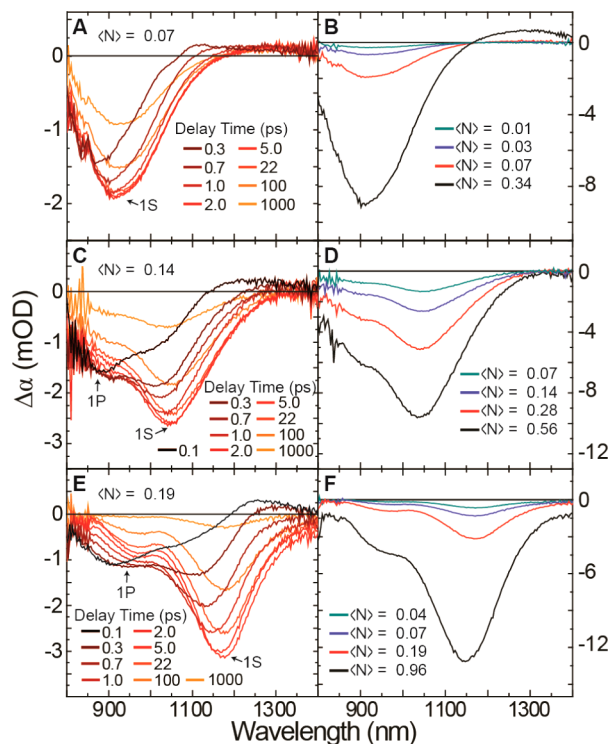 A
⟨N⟩ = 0.07
Delay Time (ps)
0.3 5.0
0.7 22
1.0 100
2.0 1000
1S
0
-1
-2
B
⟨N⟩ = 0.01
⟨N⟩ = 0.03
⟨N⟩ = 0.07
⟨N⟩ = 0.34
0
-4
-8
C
⟨N⟩ = 0.14
1P
1S
Delay Time (ps)
0.3 5.0
0.7 22
1.0 100
0.1 2.0 1000
0
-1
-2
-3
D
⟨N⟩ = 0.07
⟨N⟩ = 0.14
⟨N⟩ = 0.28
⟨N⟩ = 0.56
0
-4
-8
-12
E
⟨N⟩ = 0.19
1P
1S
Delay Time (ps)
0.1 2.0
0.3 5.0
0.7 22
1.0 100 1000
0
-1
-2
-3
F
⟨N⟩ = 0.04
⟨N⟩ = 0.07
⟨N⟩ = 0.19
⟨N⟩ = 0.96
0
-6
-12
Δα (mOD)
900 1100 1300 900 1100 1300
Wavelength (nm)